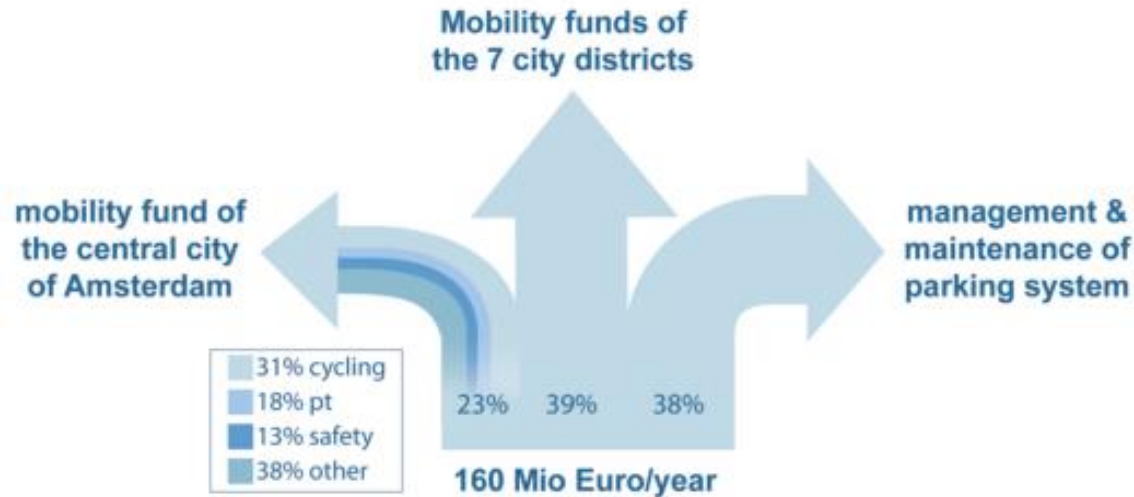 Mobility funds of
the 7 city districts
mobility fund of
the central city
of Amsterdam
management &
maintenance of
parking system
31% cycling
18% pt
13% safety
38% other
23% 39% 38%
160 Mio Euro/year